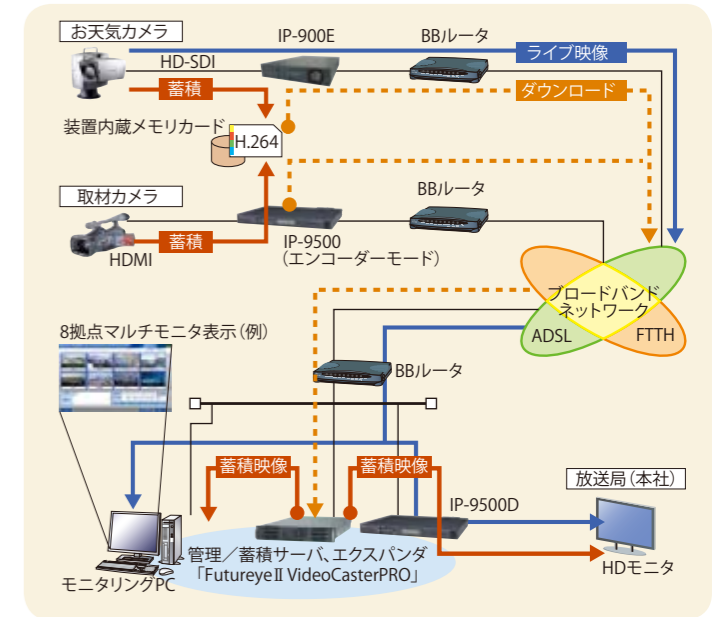 お天気カメラ
IP-900E
BBルータ
HD-SDI
ライブ映像
蓄積
ダウンロード
装置内蔵メモリカード
H.264
取材カメラ
BBルータ
蓄積
HDMI
IP-9500
(エンコーダーモード)
ブロードバンド
ネットワーク
ADSL
FTTH
8拠点マルチモニタ表示(例)
BBルータ
蓄積映像
蓄積映像
放送局(本社)
IP-9500D
管理/蓄積サーバ、エクスパンダ
「FutureyeⅡ VideoCasterPRO」
モニタリングPC
HDモニタ